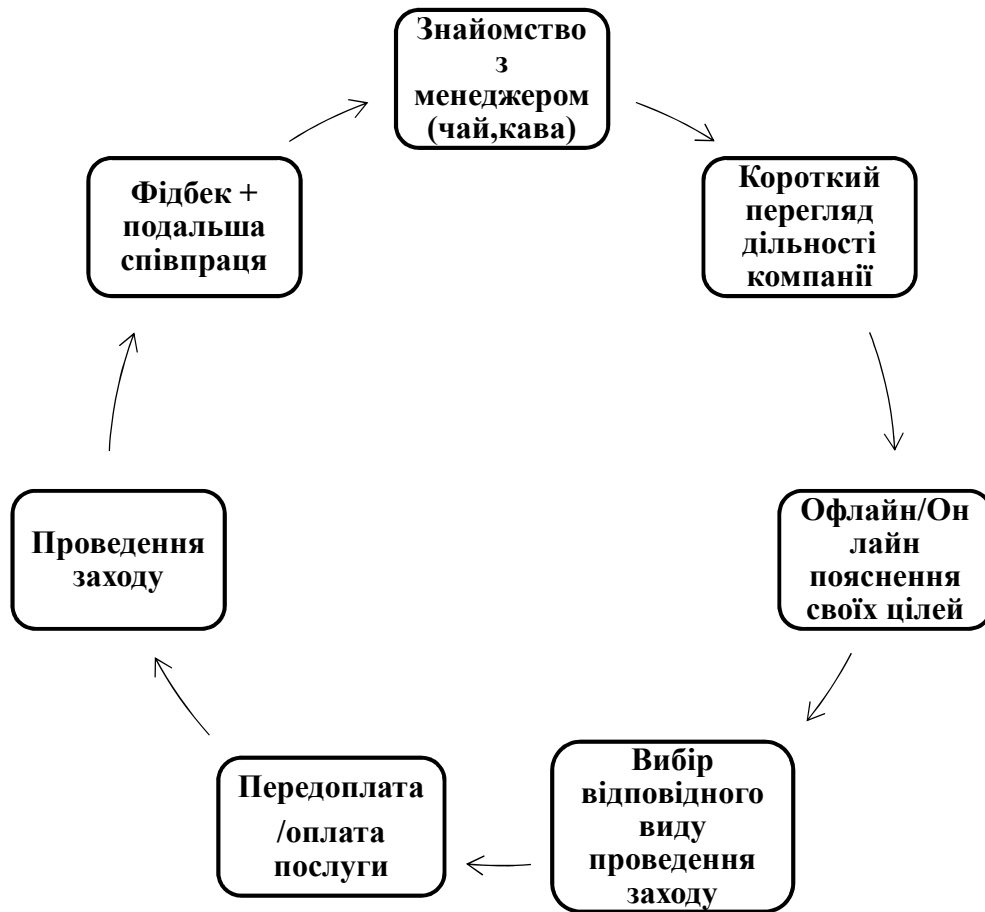 Знайомство
з
менеджером
(чай,кава)
Короткий
перегляд
дільності
компанії
Офлайн/Он
лайн
пояснення
своїх цілей
Вибір
відповідного
виду
проведення
заходу
Передоплата
/оплата
послуги
Проведення
заходу
Фідбек +
подальша
співпраця